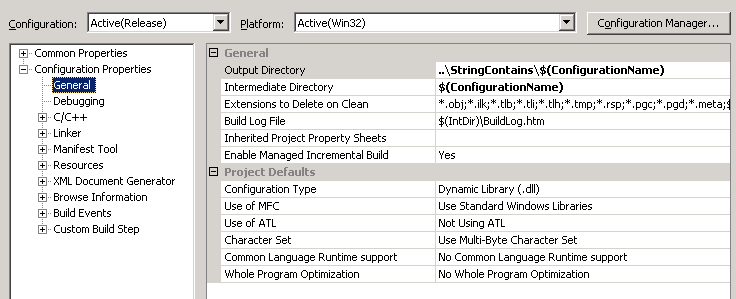 Configuration: Active(Release) Platform: Active(Win32) Configuration Manager...
Common Properties
Configuration Properties
General
Debugging
C/C++
Linker
Manifest Tool
Resources
XML Document Generator
Browse Information
Build Events
Custom Build Step
General
Output Directory ..\StringContains\$(ConfigurationName)
Intermediate Directory $(ConfigurationName)
Extensions to Delete on Clean *.obj;*.ilk;*.tlb;*.tli;*.tlh;*.tmp;*.rsp;*.pgc;*.pgd;*.meta;$
Build Log File $(IntDir)\BuildLog.htm
Inherited Project Property Sheets
Enable Managed Incremental Build Yes
Project Defaults
Configuration Type Dynamic Library (.dll)
Use of MFC Use Standard Windows Libraries
Use of ATL Not Using ATL
Character Set Use Multi-Byte Character Set
Common Language Runtime support No Common Language Runtime support
Whole Program Optimization No Whole Program Optimization